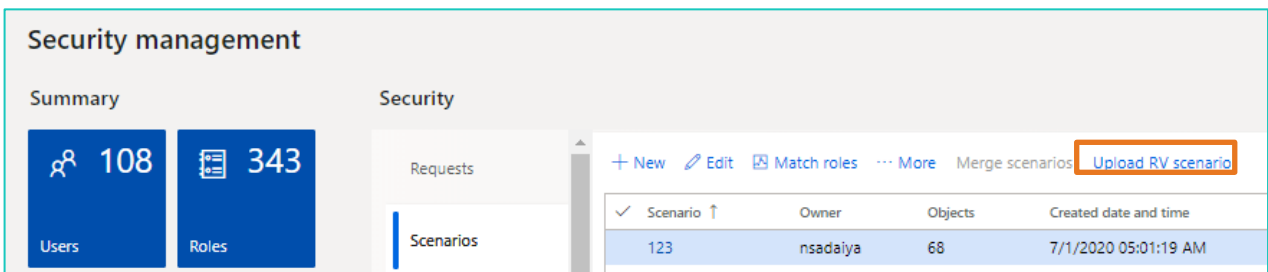 Security management
Summary
Security
108
343
Users
Roles
Requests
Scenarios
New Edit Match roles ··· More Merge scenarios Upload RV scenario
Scenario ↑ Owner Objects Created date and time
123 nsadaiya 68 7/1/2020 05:01:19 AM